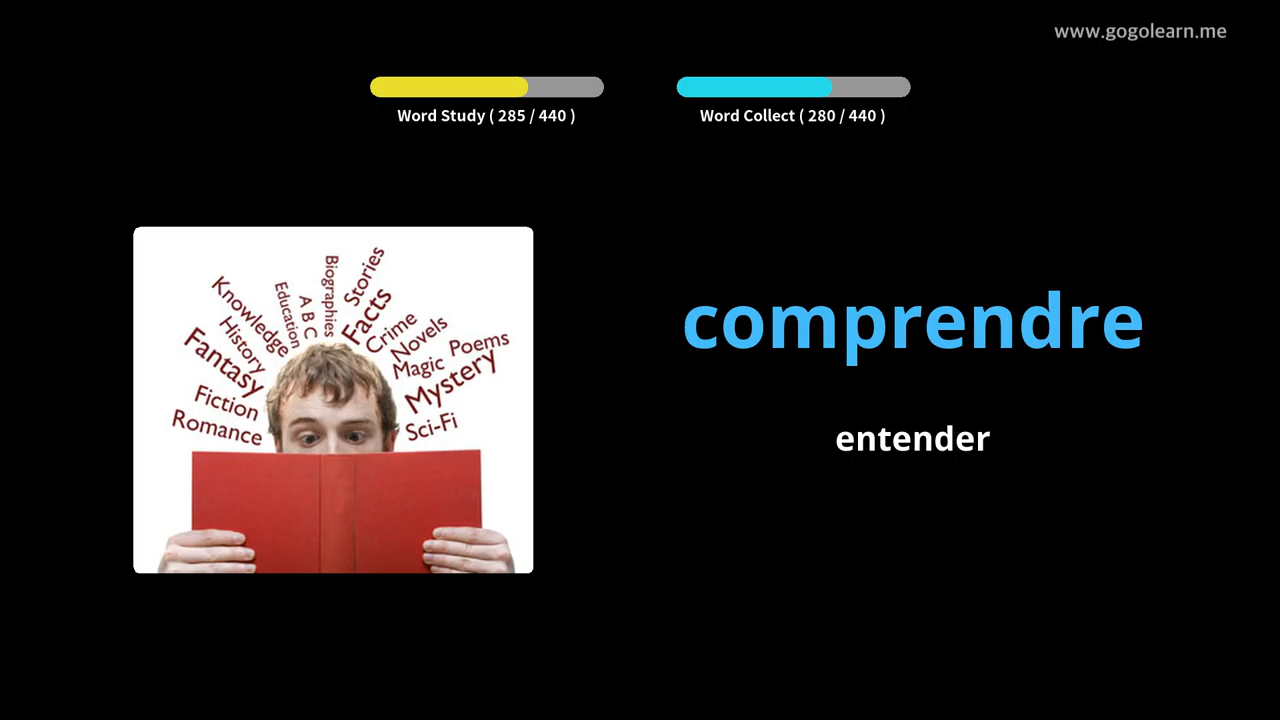 www.gogolearn.me
Word Study ( 285 / 440 )
Word Collect ( 280 / 440 )
Biographies
Stories
Education
A B C
Facts
Knowledge
Crime
History
Novels
Poems
Fantasy
Magic
Mystery
Fiction
Romance
Sci-Fi
comprendre
entender